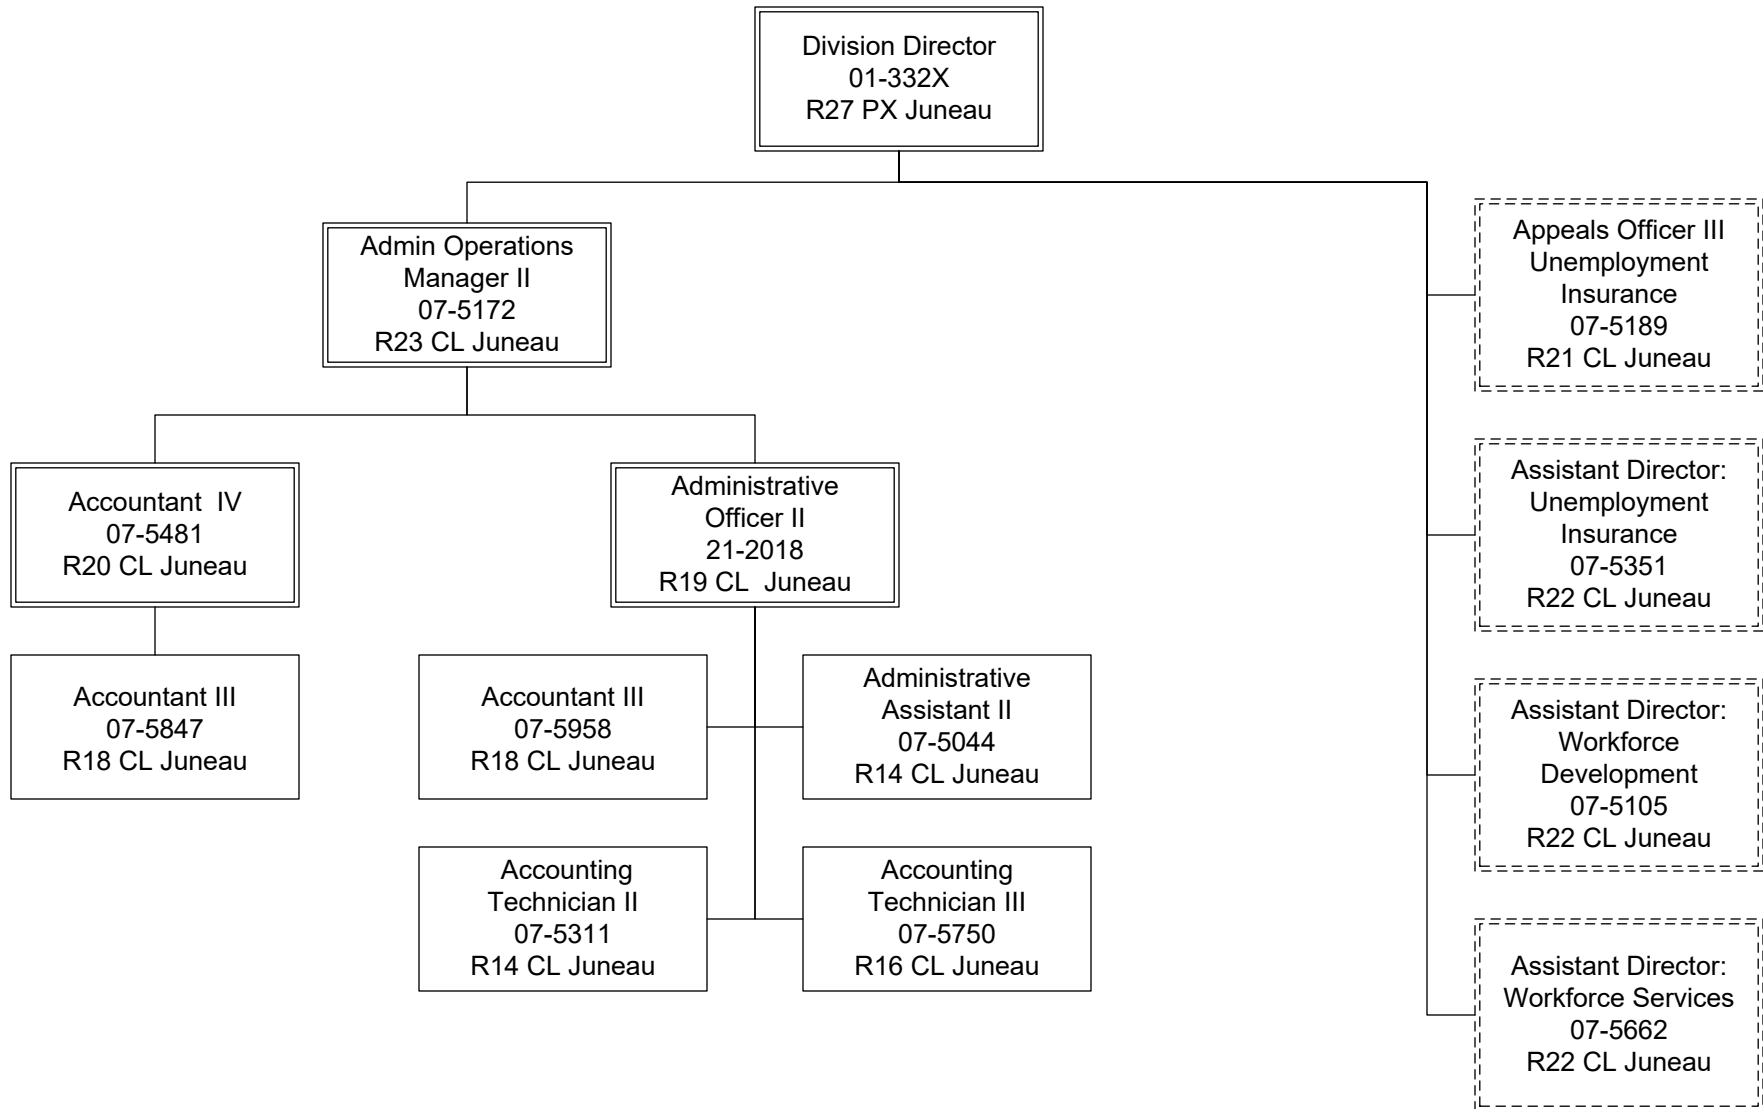 Division Director
01-332X
R27 PX Juneau
Admin Operations
Manager II
07-5172
R23 CL Juneau
Accountant  IV
07-5481
R20 CL Juneau
Administrative
Officer II
21-2018
R19 CL  Juneau
Accountant III
07-5847
R18 CL Juneau
Accountant III
07-5958
R18 CL Juneau
Administrative
Assistant II
07-5044
R14 CL Juneau
Accounting
Technician II
07-5311
R14 CL Juneau
Accounting
Technician III
07-5750
R16 CL Juneau
Appeals Officer III
Unemployment
Insurance
07-5189
R21 CL Juneau
Assistant Director:
Unemployment
Insurance
07-5351
R22 CL Juneau
Assistant Director:
Workforce
Development
07-5105
R22 CL Juneau
Assistant Director:
Workforce Services
07-5662
R22 CL Juneau